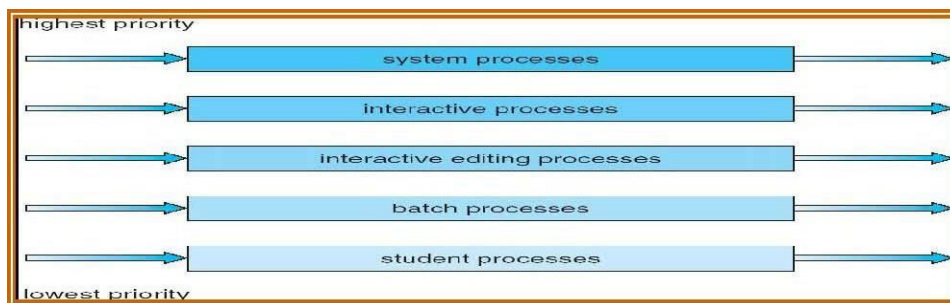 highest priority
system processes
interactive processes
interactive editing processes
batch processes
student processes
lowest priority